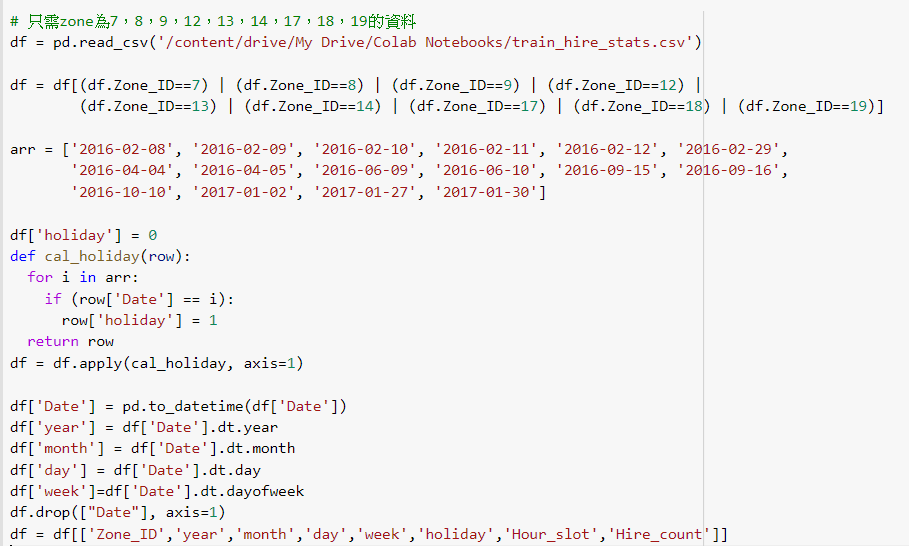 # 只需zone為7,8,9,12,13,14,17,18,19的資料
df = pd.read_csv('/content/drive/My Drive/Colab Notebooks/train_hire_stats.csv')
df = df[(df.Zone_ID==7) | (df.Zone_ID==8) | (df.Zone_ID==9) | (df.Zone_ID==12) |
(df.Zone_ID==13) | (df.Zone_ID==14) | (df.Zone_ID==17) | (df.Zone_ID==18) | (df.Zone_ID==19)]
arr = ['2016-02-08', '2016-02-09', '2016-02-10', '2016-02-11', '2016-02-12', '2016-02-29',
'2016-04-04', '2016-04-05', '2016-06-09', '2016-06-10', '2016-09-15', '2016-09-16',
'2016-10-10', '2017-01-02', '2017-01-27', '2017-01-30']
df['holiday'] = 0
def cal_holiday(row):
for i in arr:
if (row['Date'] == i):
row['holiday'] = 1
return row
df = df.apply(cal_holiday, axis=1)
df['Date'] = pd.to_datetime(df['Date'])
df['year'] = df['Date'].dt.year
df['month'] = df['Date'].dt.month
df['day'] = df['Date'].dt.day
df['week']=df['Date'].dt.dayofweek
df.drop(["Date"], axis=1)
df = df[['Zone_ID','year','month','day','week','holiday','Hour_slot','Hire_count']]